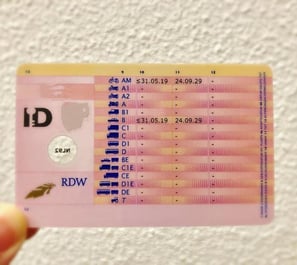 9 10 11 12
AM ≤31.05.19 24.09.29 -
A1 - - -
A2 - - -
A - - -
B1 - - -
B ≤31.05.19 24.09.29 -
C1 - - -
C - - -
D1 - - -
D - - -
BE - - -
C1E - - -
CE - - -
D1E - - -
DE - - -
T - - -
RDW